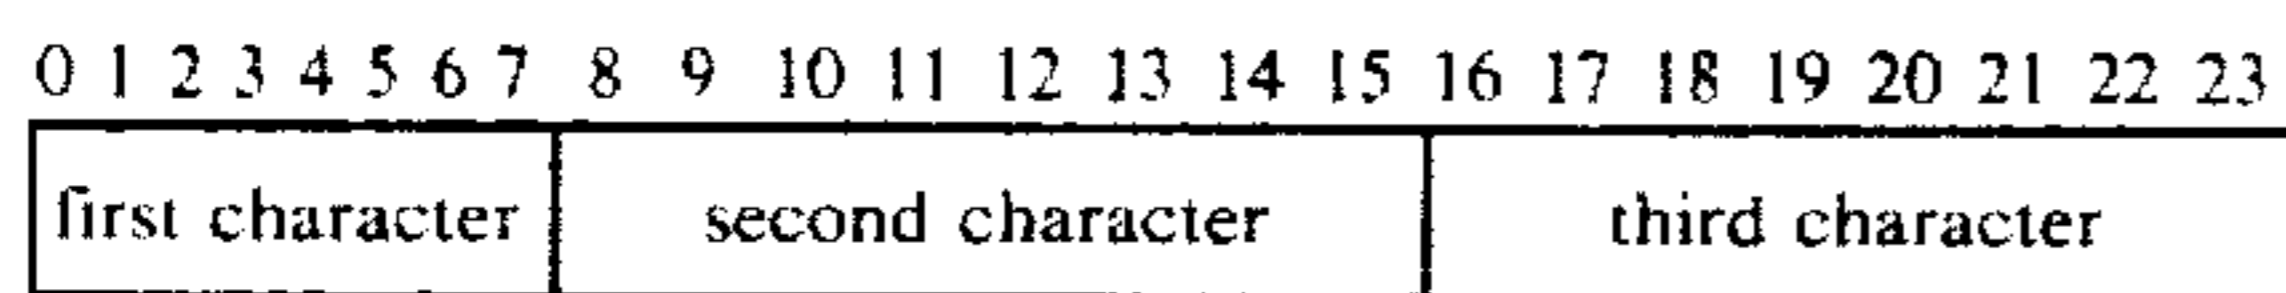 0 1 2 3 4 5 6 7 8 9 10 11 12 13 14 15 16 17 18 19 20 21 22 23
first character second character third character